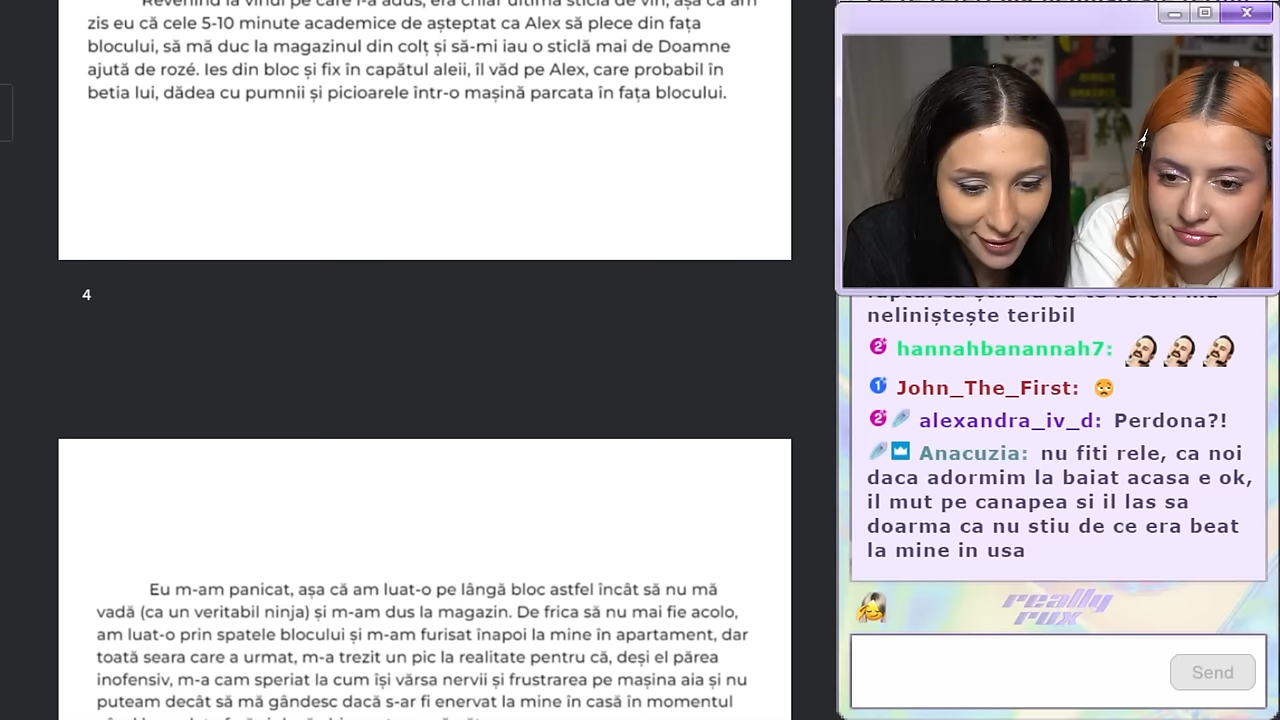 Revenind la vinul pe care l-a adus, era chiar ultima sticlă de vin, așa că am
zis eu că cele 5-10 minute academice de așteptat ca Alex să plece din fața
blocului, să mă duc la magazinul din colț și să-mi iau o sticlă mai de Doamne
ajută de rozé. Ies din bloc și fix în capătul aleii, îl văd pe Alex, care probabil în
betia lui, dădea cu pumnii și picioarele într-o mașină parcata în fața blocului.
4
Eu m-am panicat, așa că am luat-o pe lângă bloc astfel încât să nu mă
vadă (ca un veritabil ninja) și m-am dus la magazin. De frica să nu mai fie acolo,
am luat-o prin spatele blocului și m-am furisat înapoi la mine în apartament, dar
toată seara care a urmat, m-a trezit un pic la realitate pentru că, deși el părea
inofensiv, m-a cam speriat la cum își vărsa nervii și frustrarea pe mașina aia și nu
puteam decât să mă gândesc dacă s-ar fi enervat la mine în casă în momentul
neliniștește teribil
hannahbanannah7:
John_The_First:
alexandra_iv_d: Perdona?!
Anacuzia: nu fiti rele, ca noi
daca adormim la baiat acasa e ok,
il mut pe canapea si il las sa
doarma ca nu stiu de ce era beat
la mine in usa
really
rux
Send